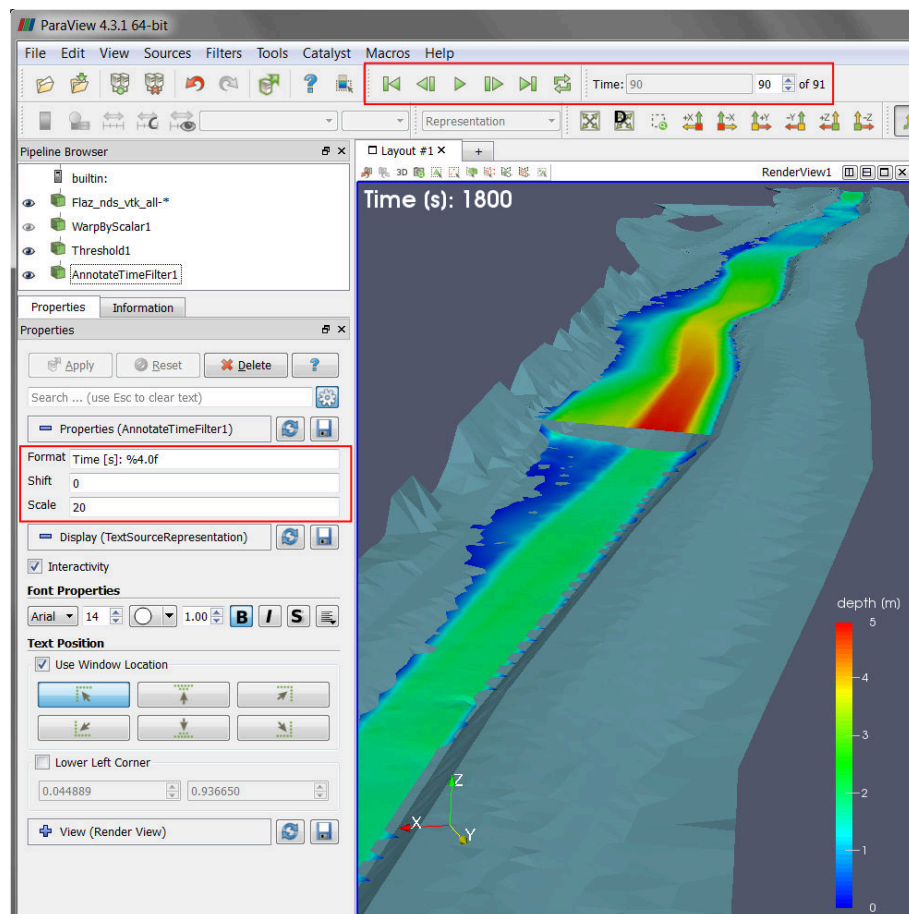 ParaView 4.3.1 64-bit
File Edit View Sources Filters Tools Catalyst Macros Help
Time: 90 90 of 91
Representation
D +X -X +Y -Y +Z -Z
Pipeline Browser
Layout #1 × +
3D
RenderView1
builtin:
Flaz_nds_vtk_all-*
WarpByScalar1
Threshold1
AnnotateTimeFilter1
Time (s): 1800
Properties Information
Properties
Apply Reset Delete ?
Search ... (use Esc to clear text)
Properties (AnnotateTimeFilter1)
Format Time [s]: %4.0f
Shift 0
Scale 20
Display (TextSourceRepresentation)
Interactivity
Font Properties
Arial 14 1.00 B I S
Text Position
Use Window Location
Lower Left Corner
0.044889 0.936650
View (Render View)
depth (m)
5
4
3
2
1
0
Z
X
Y